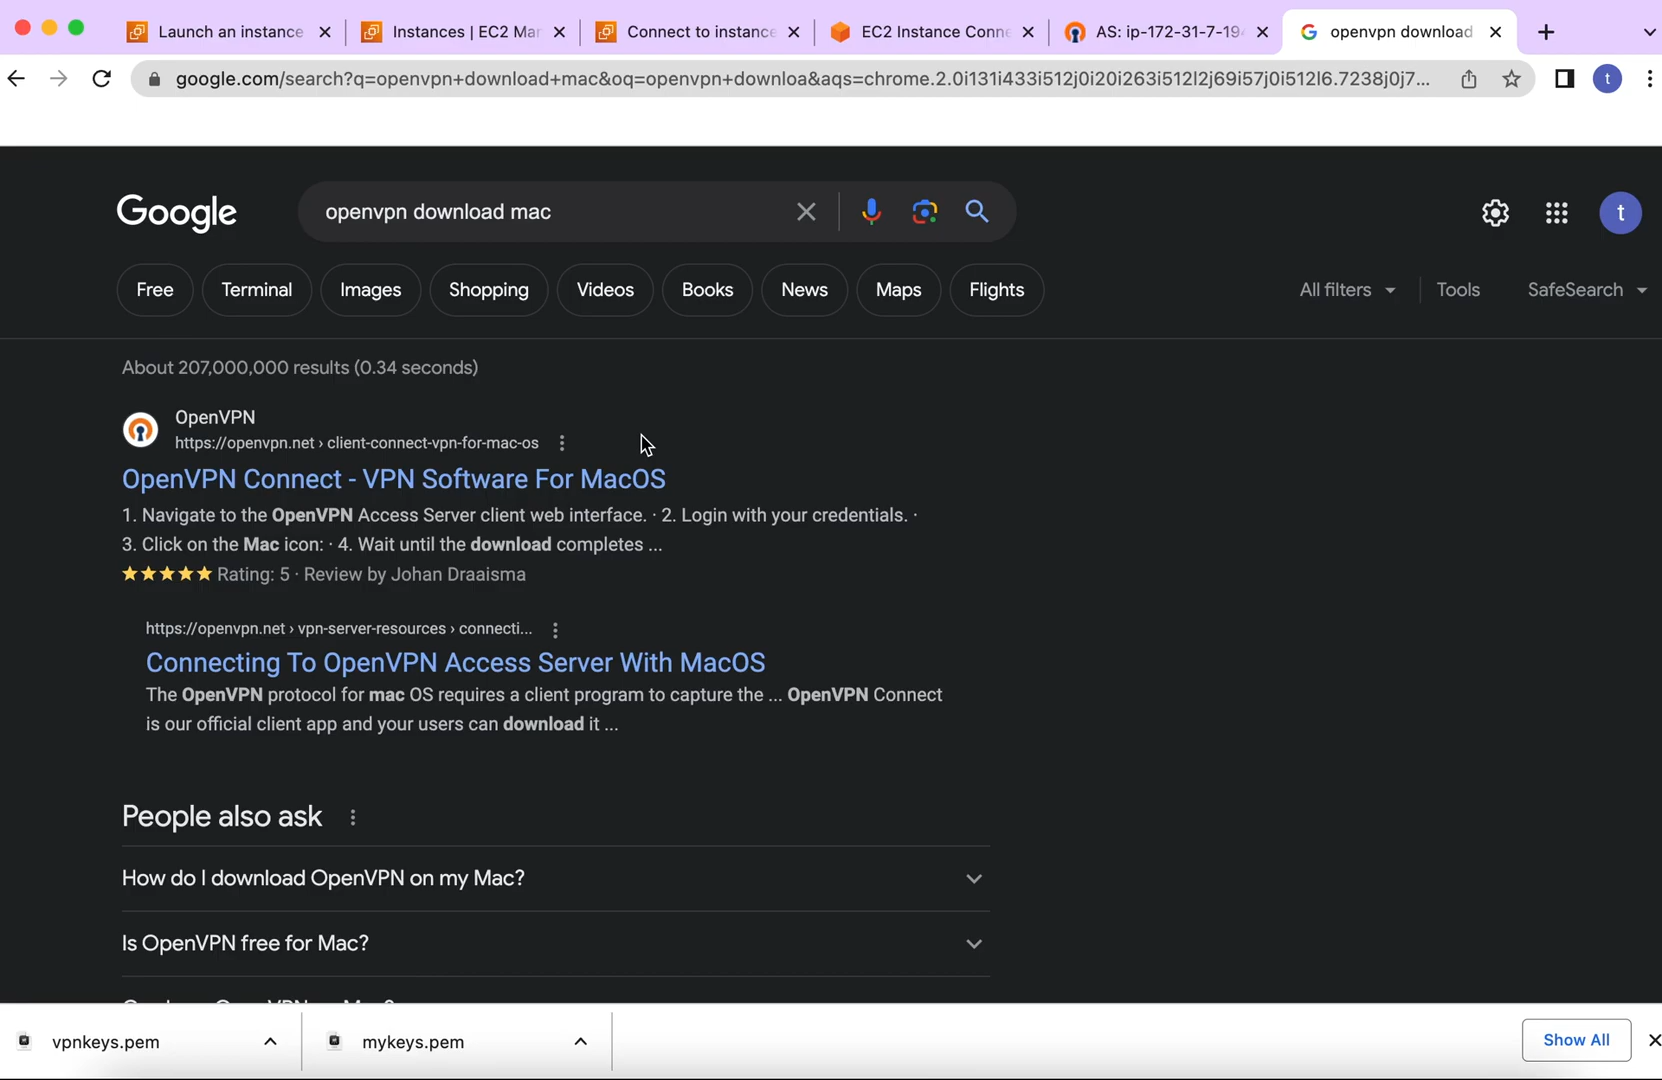 Launch an instance
Instances | EC2 Mar
Connect to instance
EC2 Instance Conne
AS: ip-172-31-7-194
openvpn download
google.com/search?q=openvpn+download+mac&oq=openvpn+downloa&aqs=chrome.2.0i131i433i512j0i20i263i512l2j69i57j0i512l6.7238j0j7...
t
Google
openvpn download mac
t
Free
Terminal
Images
Shopping
Videos
Books
News
Maps
Flights
All filters
Tools
SafeSearch
About 207,000,000 results (0.34 seconds)
OpenVPN
https://openvpn.net › client-connect-vpn-for-mac-os
OpenVPN Connect - VPN Software For MacOS
1. Navigate to the OpenVPN Access Server client web interface. · 2. Login with your credentials. ·
3. Click on the Mac icon: · 4. Wait until the download completes ...
Rating: 5 · Review by Johan Draaisma
https://openvpn.net › vpn-server-resources › connecti...
Connecting To OpenVPN Access Server With MacOS
The OpenVPN protocol for mac OS requires a client program to capture the ... OpenVPN Connect
is our official client app and your users can download it ...
People also ask
How do I download OpenVPN on my Mac?
Is OpenVPN free for Mac?
vpnkeys.pem
mykeys.pem
Show All